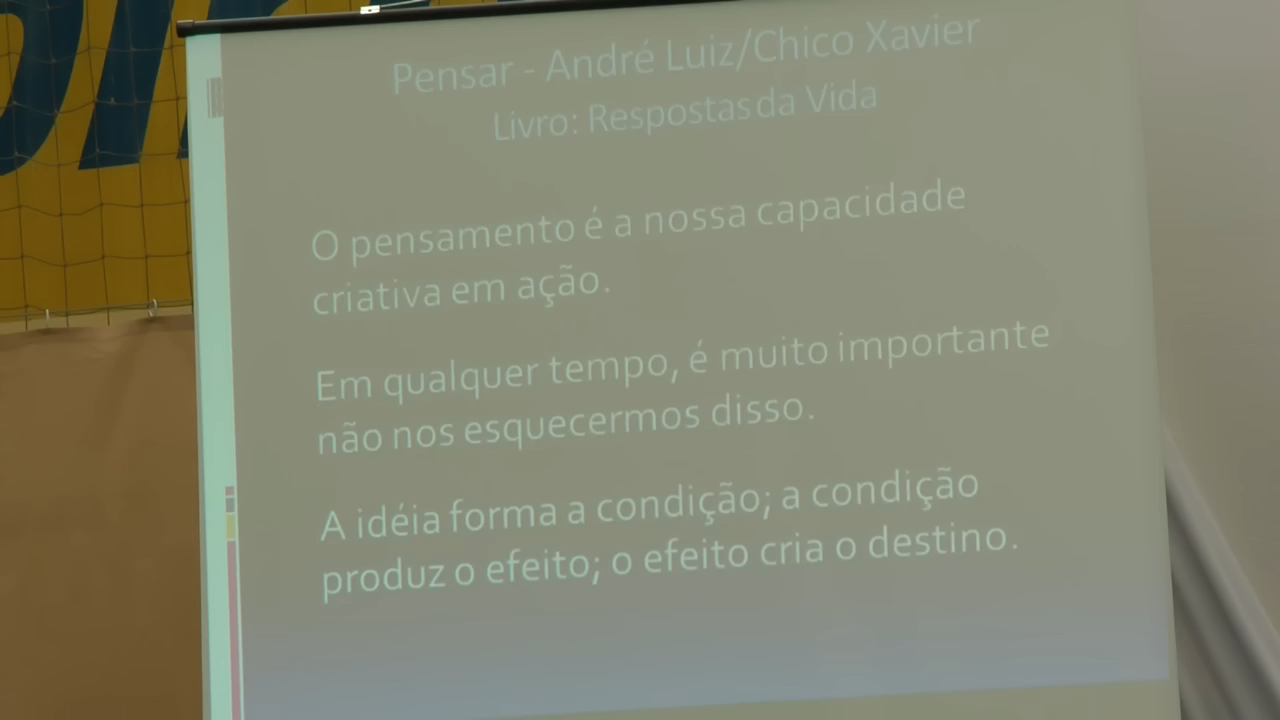 Pensar - André Luiz/Chico Xavier
Livro: Respostas da Vida
O pensamento é a nossa capacidade
criativa em ação.
Em qualquer tempo, é muito importante
não nos esquecermos disso.
A idéia forma a condição; a condição
produz o efeito; o efeito cria o destino.